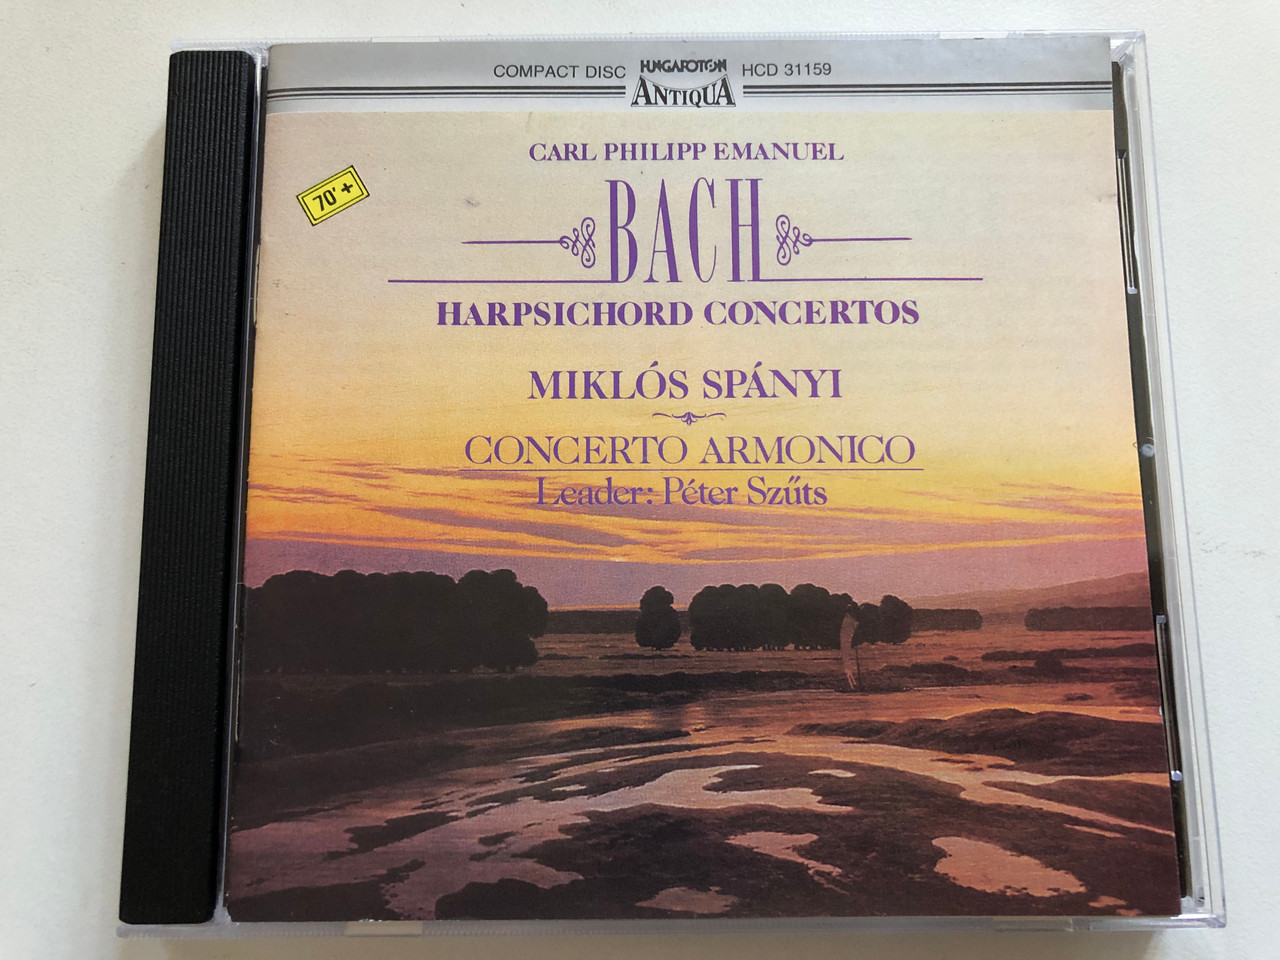 COMPACT DISC HUNGAROTON HCD 31159
ANTIQUA
CARL PHILIPP EMANUEL
70'+
BACH
HARPSICHORD CONCERTOS
MIKLÓS SPÁNYI
CONCERTO ARMONICO
Leader: Péter Szűts